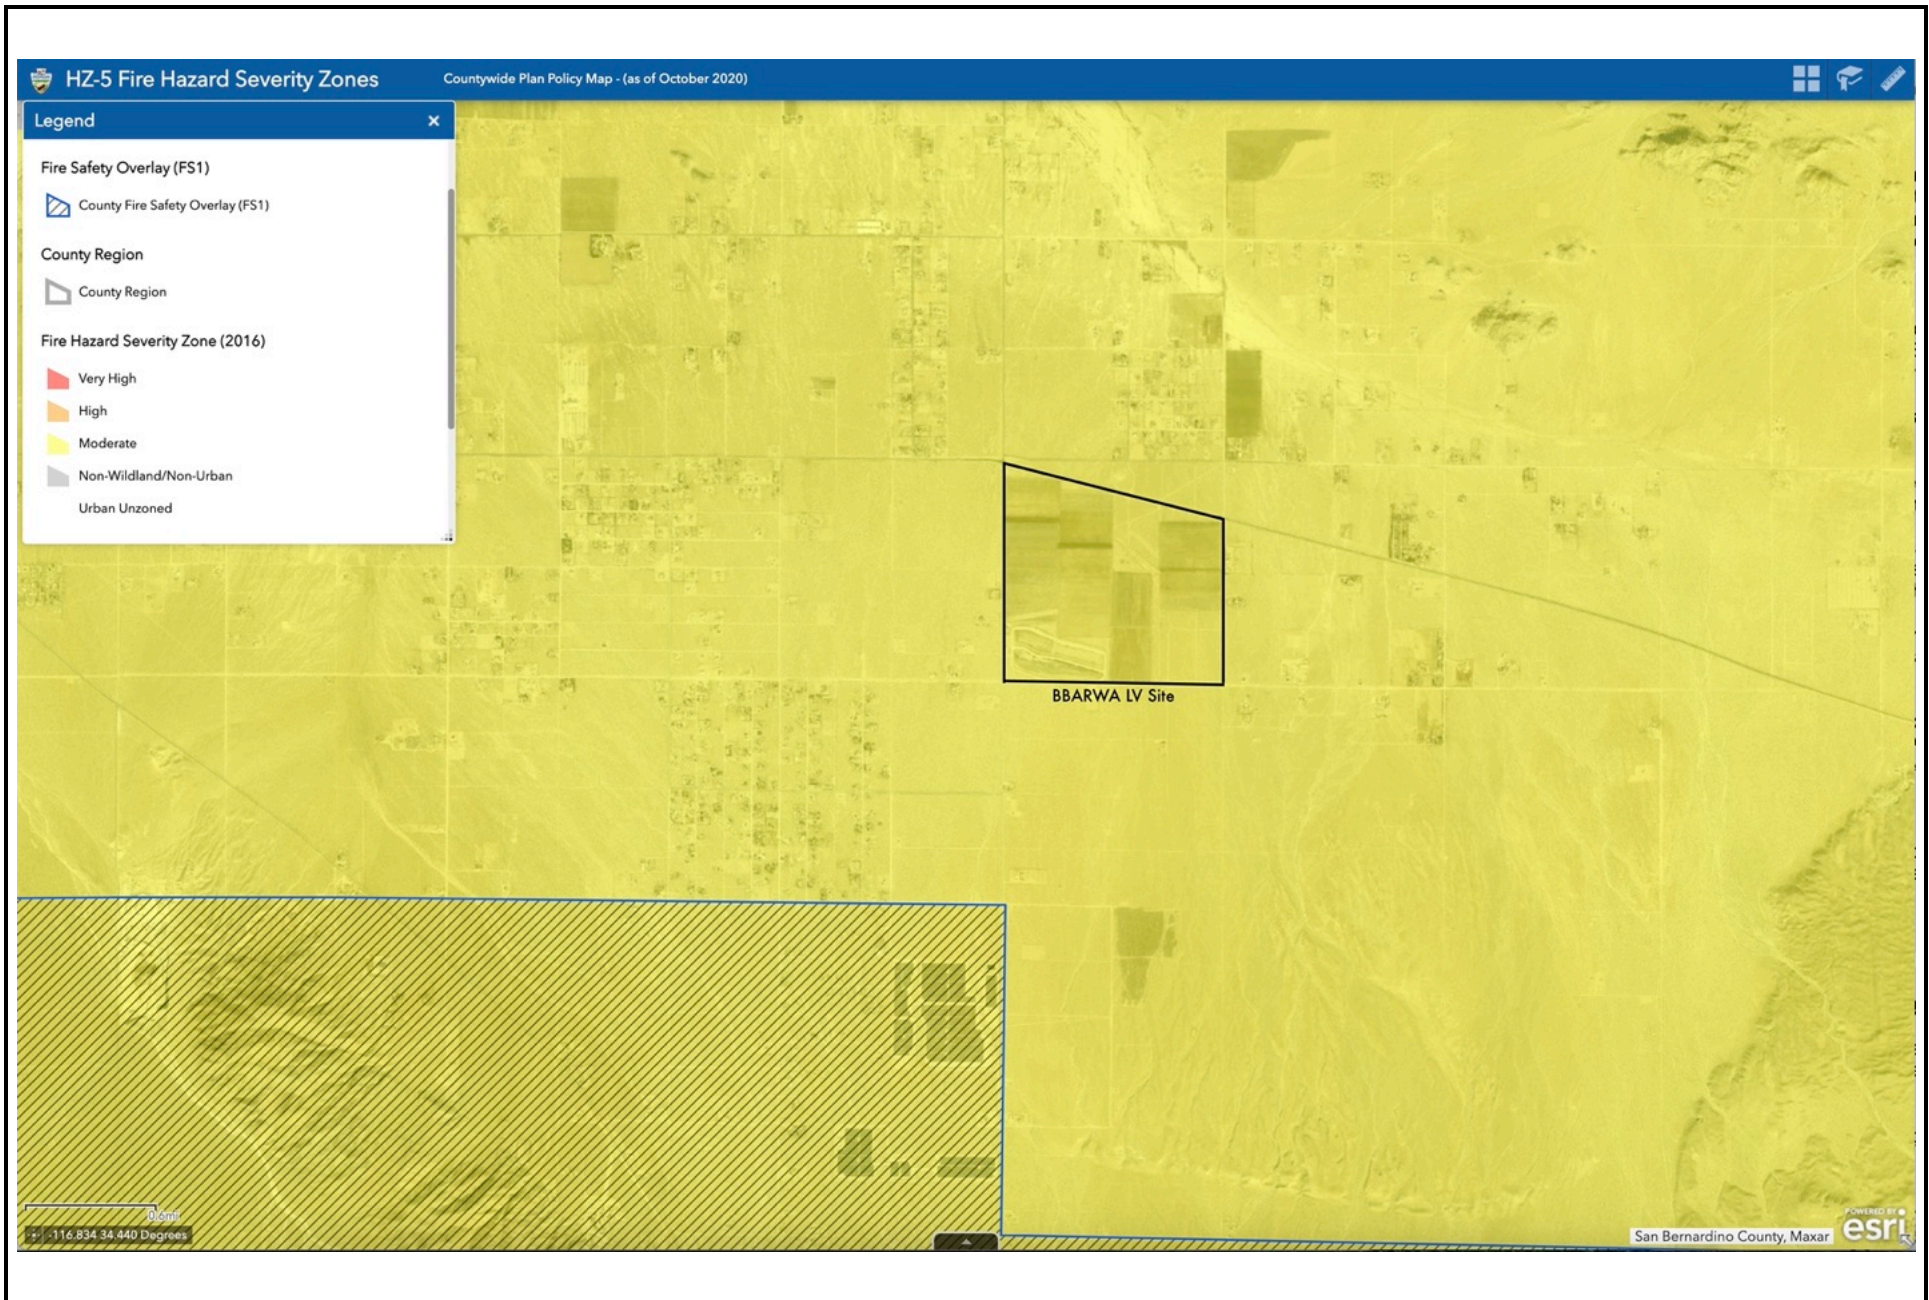 HZ-5 Fire Hazard Severity Zones
Countywide Plan Policy Map - (as of October 2020)
Legend
Fire Safety Overlay (FS1)
County Fire Safety Overlay (FS1)
County Region
County Region
Fire Hazard Severity Zone (2016)
Very High
High
Moderate
Non-Wildland/Non-Urban
Urban Unzoned
BBARWA LV Site
0.6mi
-116.834 34.440 Degrees
San Bernardino County, Maxar
POWERED BY
esri